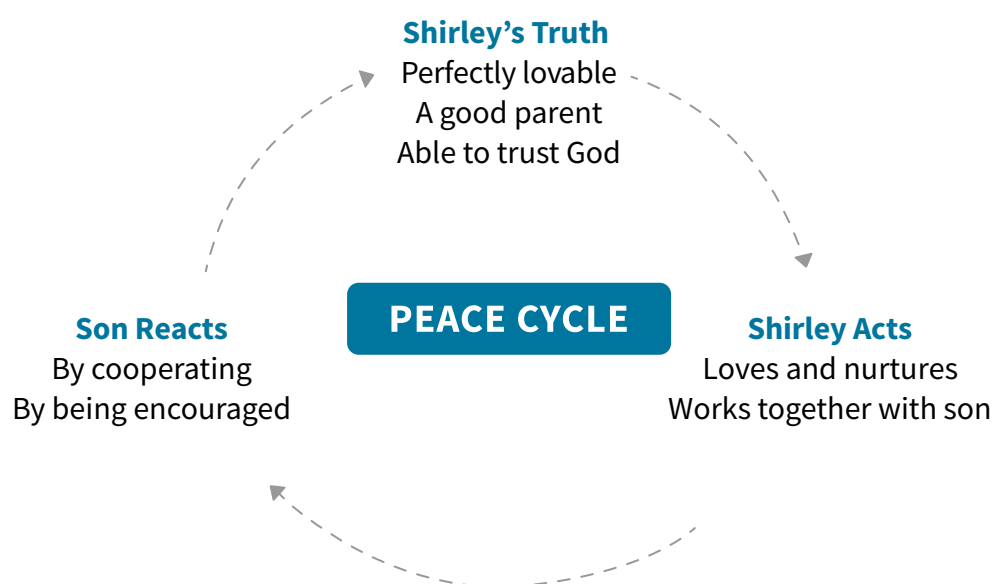 Shirley’s Truth
Perfectly lovable
A good parent
Able to trust God
PEACE CYCLE
Shirley Acts
Loves and nurtures
Works together with son
Son Reacts
By cooperating
By being encouraged